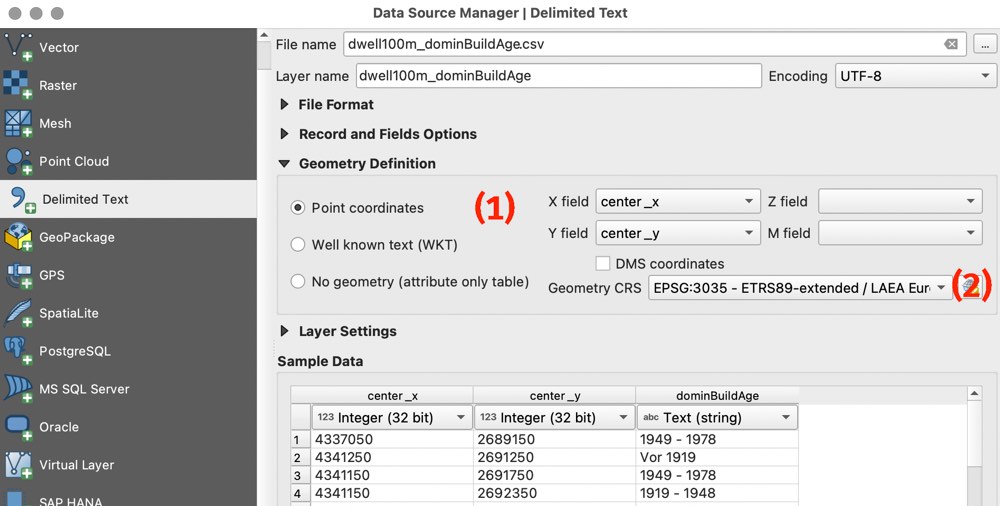 Data Source Manager | Delimited Text
Vector
Raster
Mesh
Point Cloud
Delimited Text
GeoPackage
GPS
SpatiaLite
PostgreSQL
MS SQL Server
Oracle
Virtual Layer
SAP HANA
File name dwell100m_dominBuildAge.csv ...
Layer name dwell100m_dominBuildAge Encoding UTF-8
File Format
Record and Fields Options
Geometry Definition
Point coordinates (1) X field center_x Z field
Well known text (WKT) Y field center_y M field
DMS coordinates
No geometry (attribute only table) Geometry CRS EPSG:3035 - ETRS89-extended / LAEA Eur (2)
Layer Settings
Sample Data
center_x center_y dominBuildAge
123 Integer (32 bit) 123 Integer (32 bit) abc Text (string)
1 4337050 2689150 1949 - 1978
2 4341250 2691250 Vor 1919
3 4341150 2691750 1949 - 1978
4 4341150 2692350 1919 - 1948